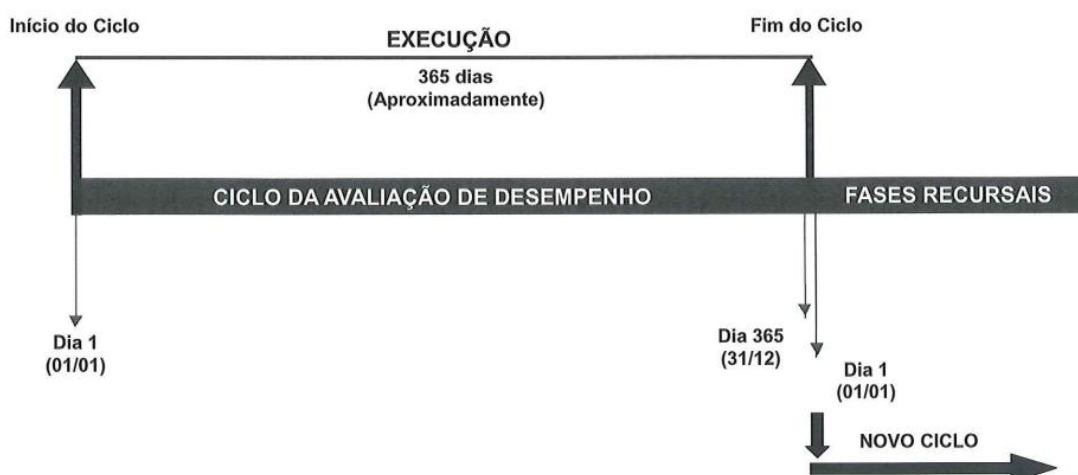 Início do Ciclo
EXECUÇÃO
Fim do Ciclo
365 dias
(Aproximadamente)
CICLO DA AVALIAÇÃO DE DESEMPENHO
FASES RECURSAIS
Dia 1
(01/01)
Dia 365
(31/12)
Dia 1
(01/01)
NOVO CICLO